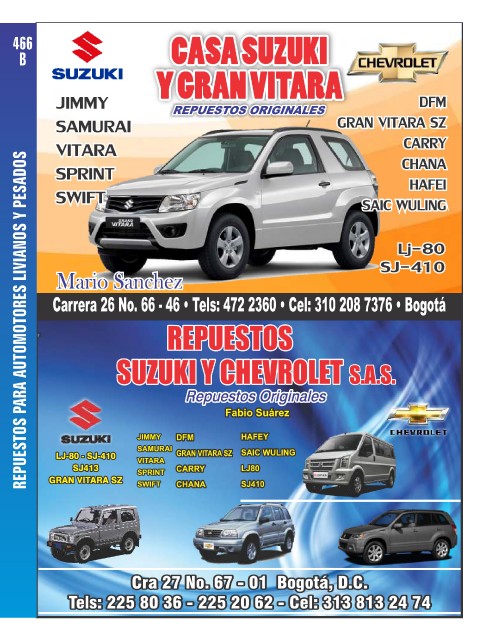 466
B
REPUESTOS PARA AUTOMOTORES LIVIANOS Y PESADOS
SUZUKI
CASA SUZUKI
Y GRAN VITARA
REPUESTOS ORIGINALES
CHEVROLET
JIMMY
SAMURAI
VITARA
SPRINT
SWIFT
DFM
GRAN VITARA SZ
CARRY
CHANA
HAFEI
SAIC WULING
Lj-80
SJ-410
GRAND
VITARA
Mario Sanchez
Carrera 26 No. 66 - 46 • Tels: 472 2360 • Cel: 310 208 7376 • Bogotá
REPUESTOS
SUZUKI Y CHEVROLET S.A.S.
Repuestos Originales
Fabio Suárez
SUZUKI
CHEVROLET
LJ-80 - SJ-410
SJ413
GRAN VITARA SZ
JIMMY
SAMURAI
VITARA
SPRINT
SWIFT
DFM
GRAN VITARA SZ
CARRY
CHANA
HAFEY
SAIC WULING
LJ80
SJ410
Cra 27 No. 67 - 01 Bogotá, D.C.
Tels: 225 80 36 - 225 20 62 - Cel: 313 813 24 74